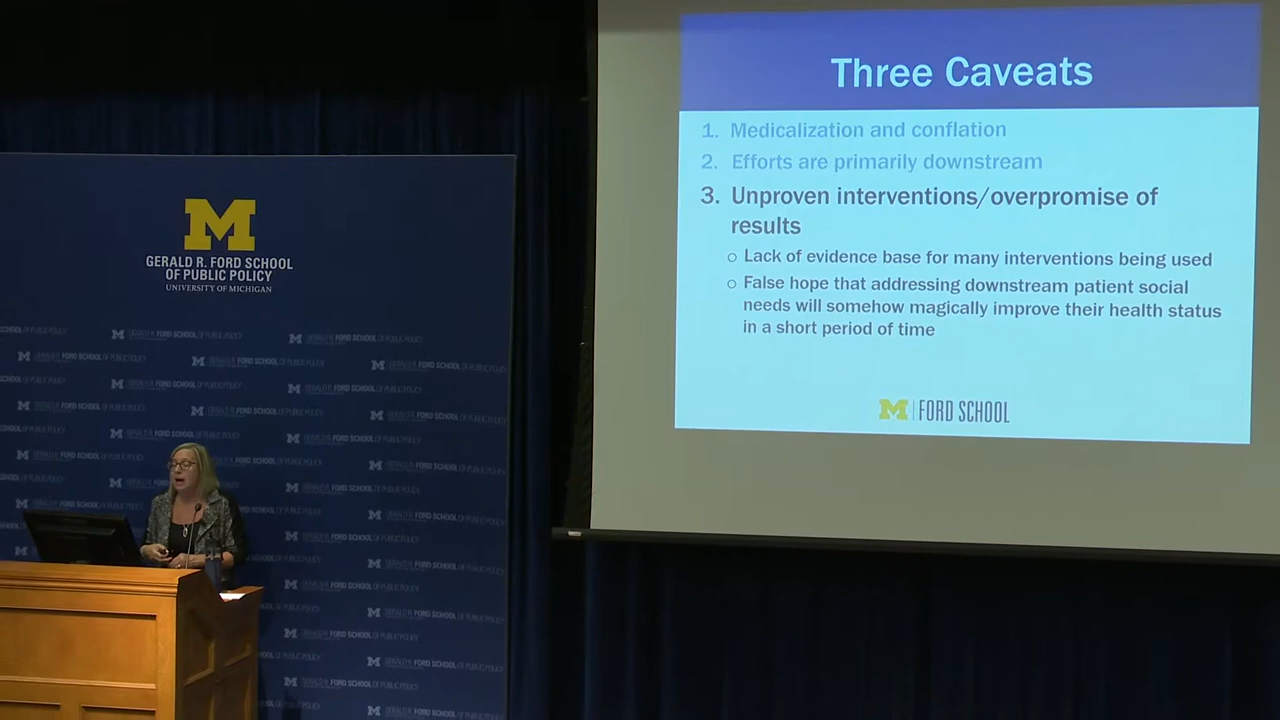 Three Caveats
1. Medicalization and conflation
2. Efforts are primarily downstream
3. Unproven interventions/overpromise of
results
○ Lack of evidence base for many interventions being used
○ False hope that addressing downstream patient social
needs will somehow magically improve their health status
in a short period of time
M | FORD SCHOOL
M
GERALD R. FORD SCHOOL
OF PUBLIC POLICY
UNIVERSITY OF MICHIGAN